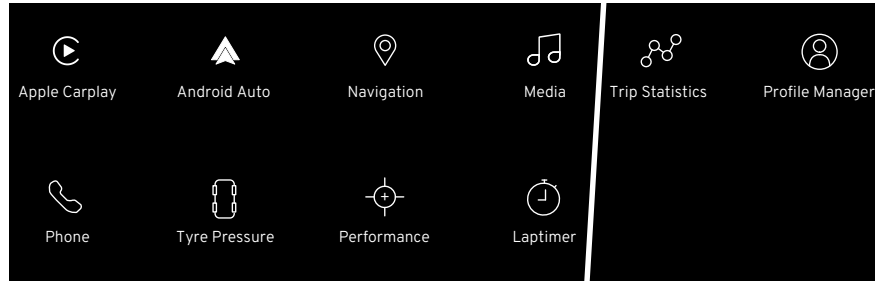 Apple Carplay
Android Auto
Navigation
Media
Trip Statistics
Profile Manager
Phone
Tyre Pressure
Performance
Laptimer